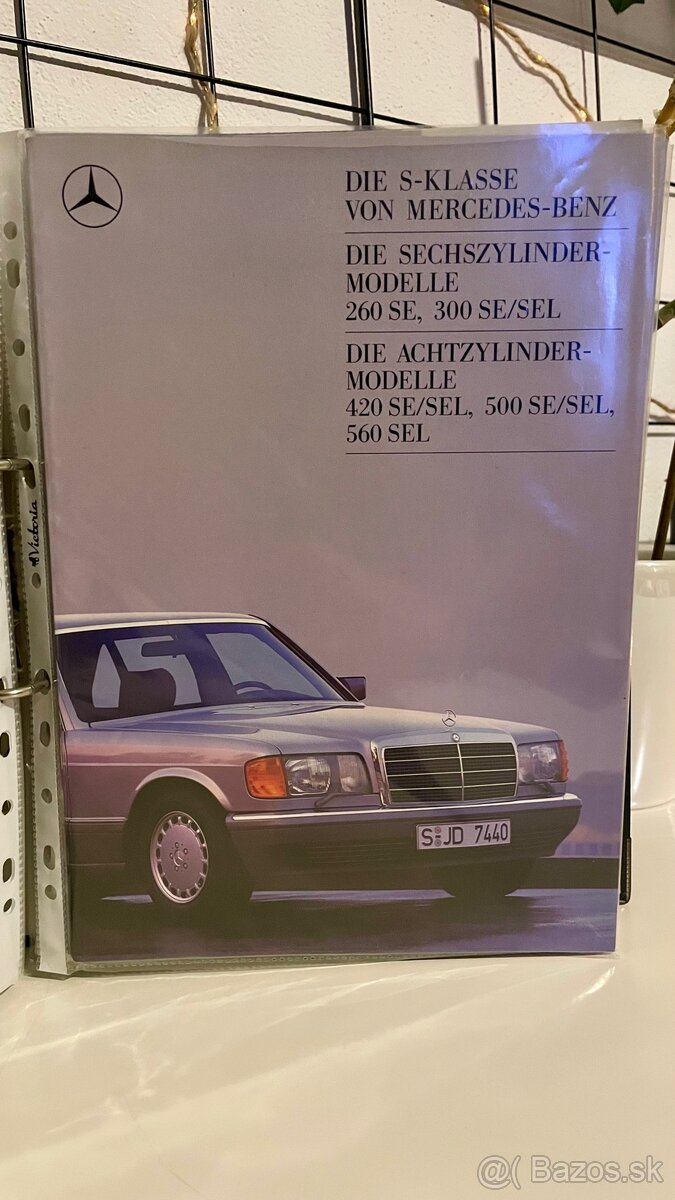 DIE S-KLASSE
VON MERCEDES-BENZ
DIE SECHSZYLINDER-
MODELLE
260 SE, 300 SE/SEL
DIE ACHTZYLINDER-
MODELLE
420 SE/SEL, 500 SE/SEL,
560 SEL
Victoria
S JD 7440
@( Bazos.sk